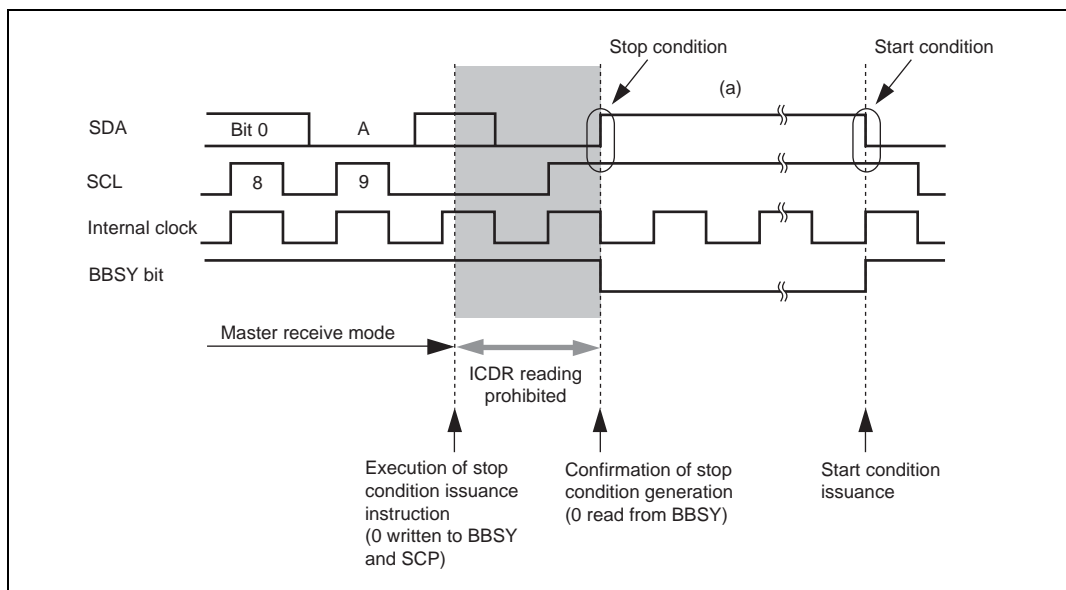 Stop condition
Start condition
(a)
SDA
Bit 0
A
SCL
8
9
Internal clock
BBSY bit
Master receive mode
ICDR reading
prohibited
Execution of stop
condition issuance
instruction
(0 written to BBSY
and SCP)
Confirmation of stop
condition generation
(0 read from BBSY)
Start condition
issuance